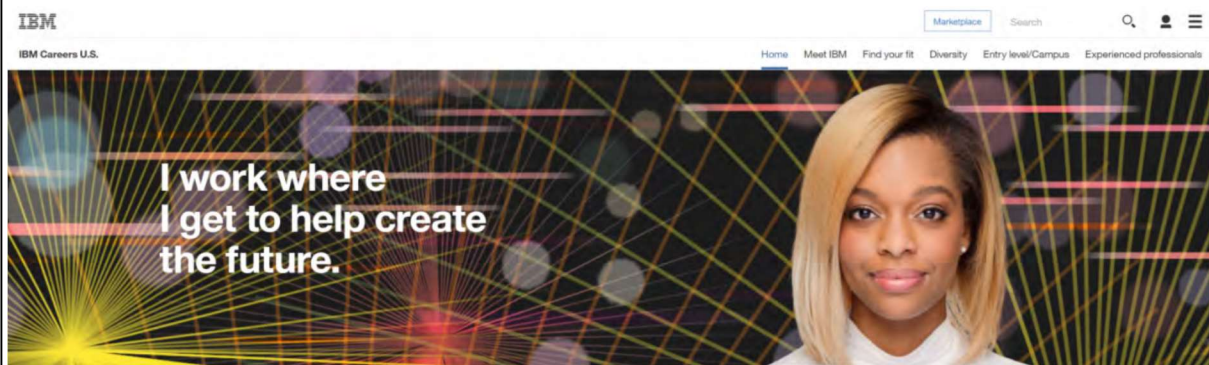 IBM
Marketplace
Search
IBM Careers U.S.
Home Meet IBM Find your fit Diversity Entry level/Campus Experienced professionals
I work where
I get to help create
the future.